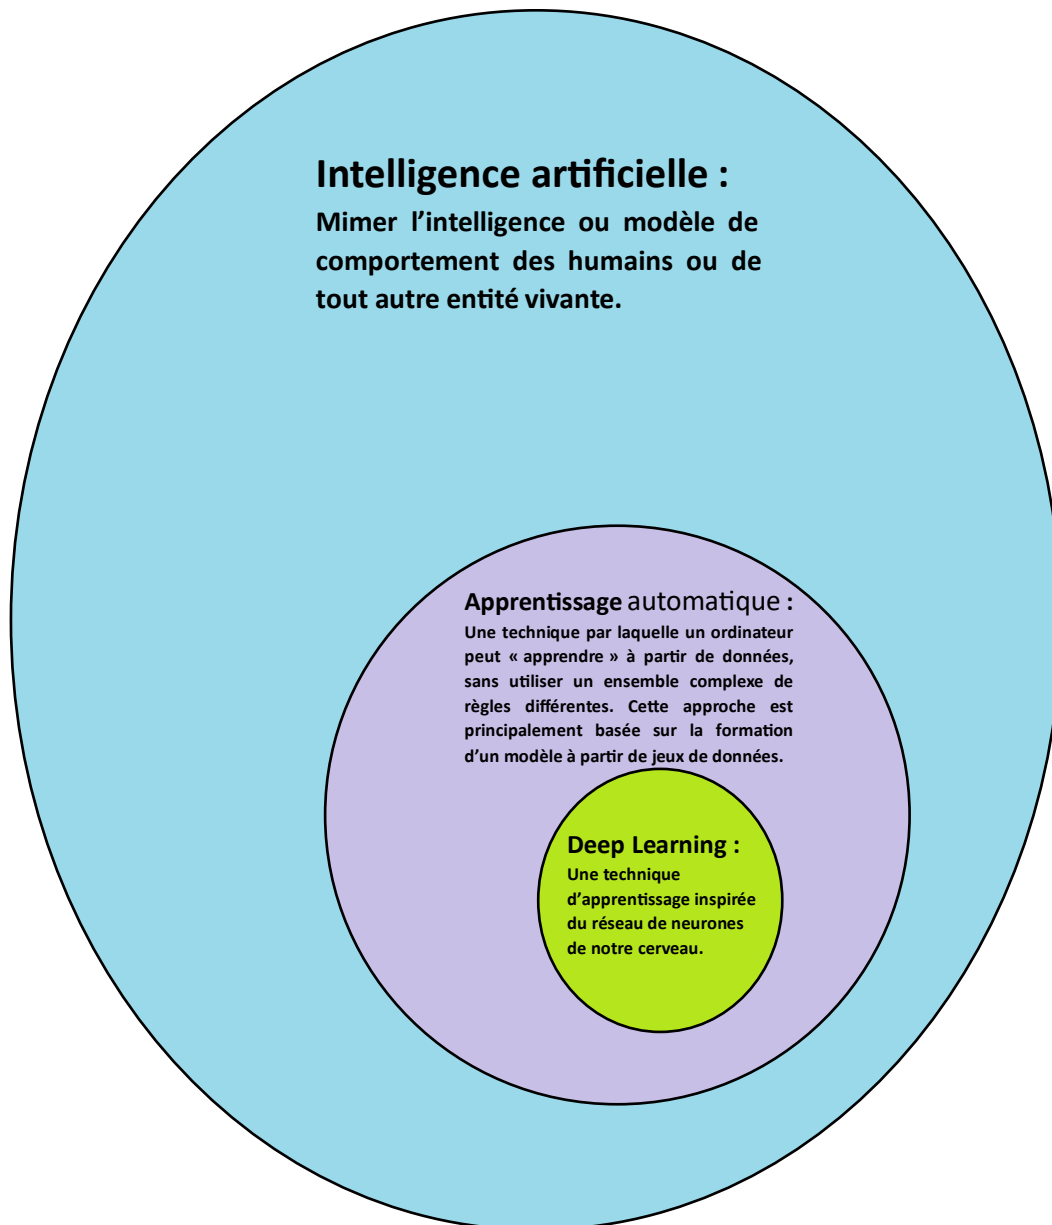 Intelligence artificielle :
Mimer l’intelligence ou modèle de
comportement des humains ou de
tout autre entité vivante.
Apprentissage automatique :
Une technique par laquelle un ordinateur
peut « apprendre » à partir de données,
sans utiliser un ensemble complexe de
règles différentes. Cette approche est
principalement basée sur la formation
d’un modèle à partir de jeux de données.
Deep Learning :
Une technique
d’apprentissage inspirée
du réseau de neurones
de notre cerveau.